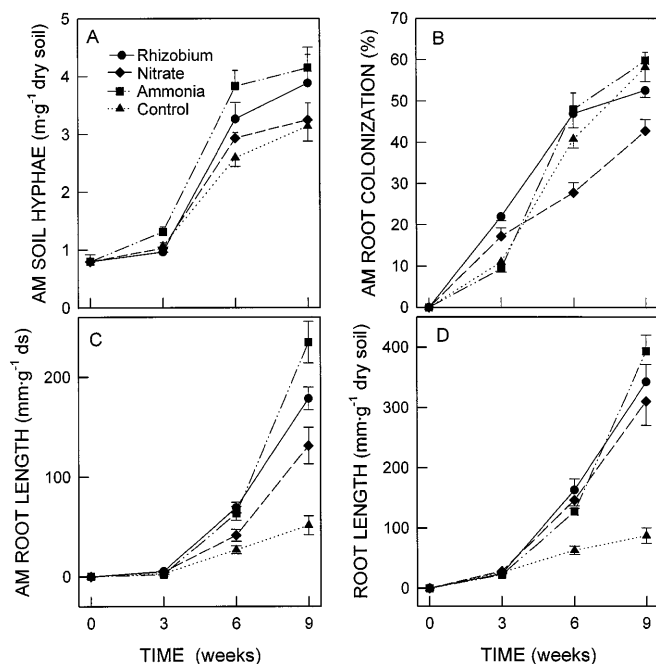 A
AM SOIL HYPHAE (m·g⁻¹ dry soil)
5
4
3
2
1
0
Rhizobium
Nitrate
Ammonia
Control
B
AM ROOT COLONIZATION (%)
70
60
50
40
30
20
10
0
C
AM ROOT LENGTH (mm·g⁻¹ ds)
200
100
0
0 3 6 9
TIME (weeks)
D
ROOT LENGTH (mm·g⁻¹ dry soil)
400
300
200
100
0
0 3 6 9
TIME (weeks)